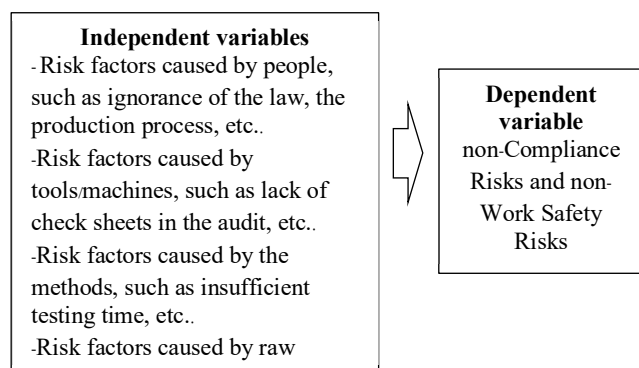 Independent variables
-Risk factors caused by people,
such as ignorance of the law, the
production process, etc..
-Risk factors caused by
tools/machines, such as lack of
check sheets in the audit, etc..
-Risk factors caused by the
methods, such as insufficient
testing time, etc..
-Risk factors caused by raw
Dependent
variable
non-Compliance
Risks and non-
Work Safety
Risks